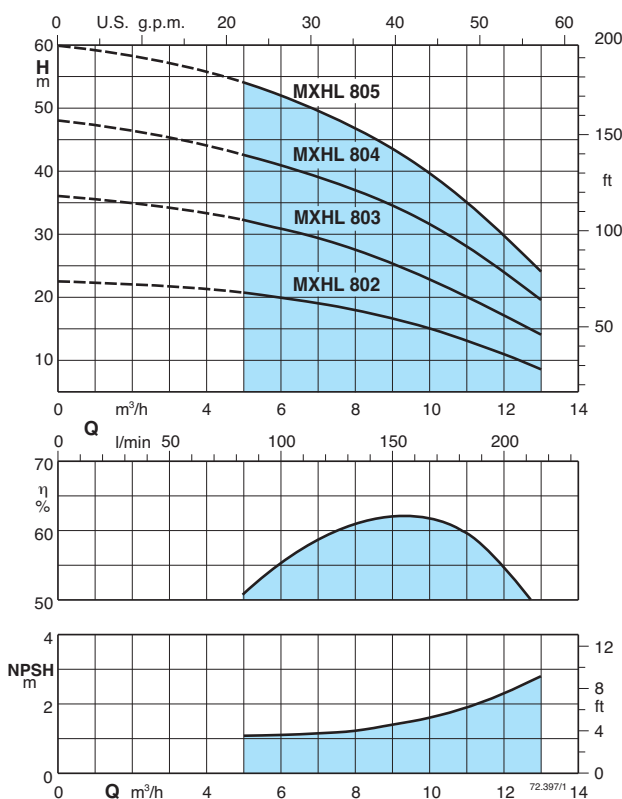 0 U.S. g.p.m. 20 30 40 50 60
60 200
H
m
MXHL 805
50
150
MXHL 804
40
ft
MXHL 803
100
30
MXHL 802
20
50
10
0 m³/h 4 6 8 10 12 14
Q
0 l/min 50 100 150 200
70
η
%
60
50
4
12
NPSH
m
8
ft
2
4
0 0
72.397/1
0 Q m³/h 4 6 8 10 12 14